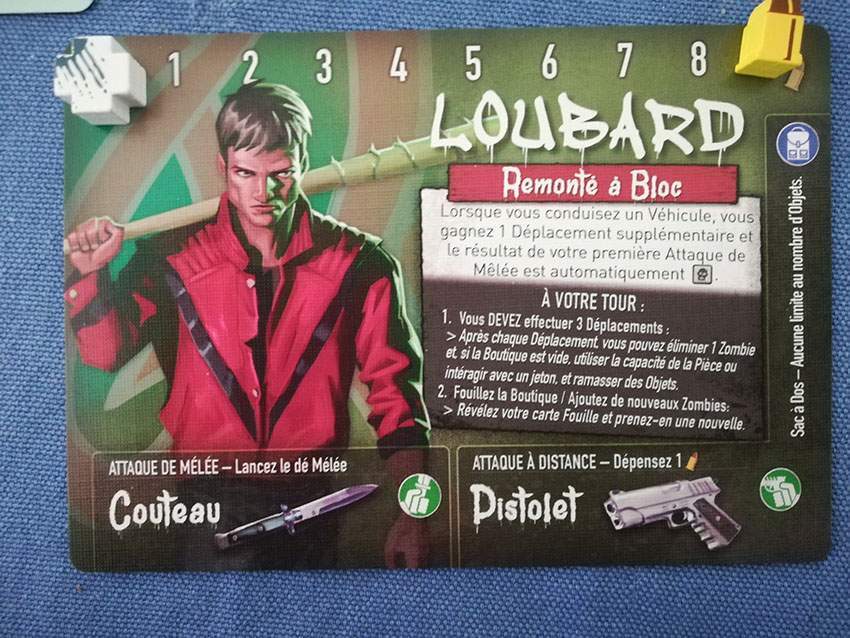 1 2 3 4 5 6 7 8
LOUBARD
Remonté à Bloc
Lorsque vous conduisez un Véhicule, vous
gagnez 1 Déplacement supplémentaire et
le résultat de votre première Attaque de
Mêlée est automatiquement .
À VOTRE TOUR :
1. Vous DEVEZ effectuer 3 Déplacements :
> Après chaque Déplacement, vous pouvez éliminer 1 Zombie
et, si la Boutique est vide, utiliser la capacité de la Pièce ou
intéragir avec un jeton, et ramasser des Objets.
2. Fouillez la Boutique / Ajoutez de nouveaux Zombies:
> Révélez votre carte Fouille et prenez-en une nouvelle.
Sac à Dos – Aucune limite au nombre d'Objets.
ATTAQUE DE MÊLÉE – Lancez le dé Mêlée
Couteau
ATTAQUE À DISTANCE – Dépensez 1
Pistolet